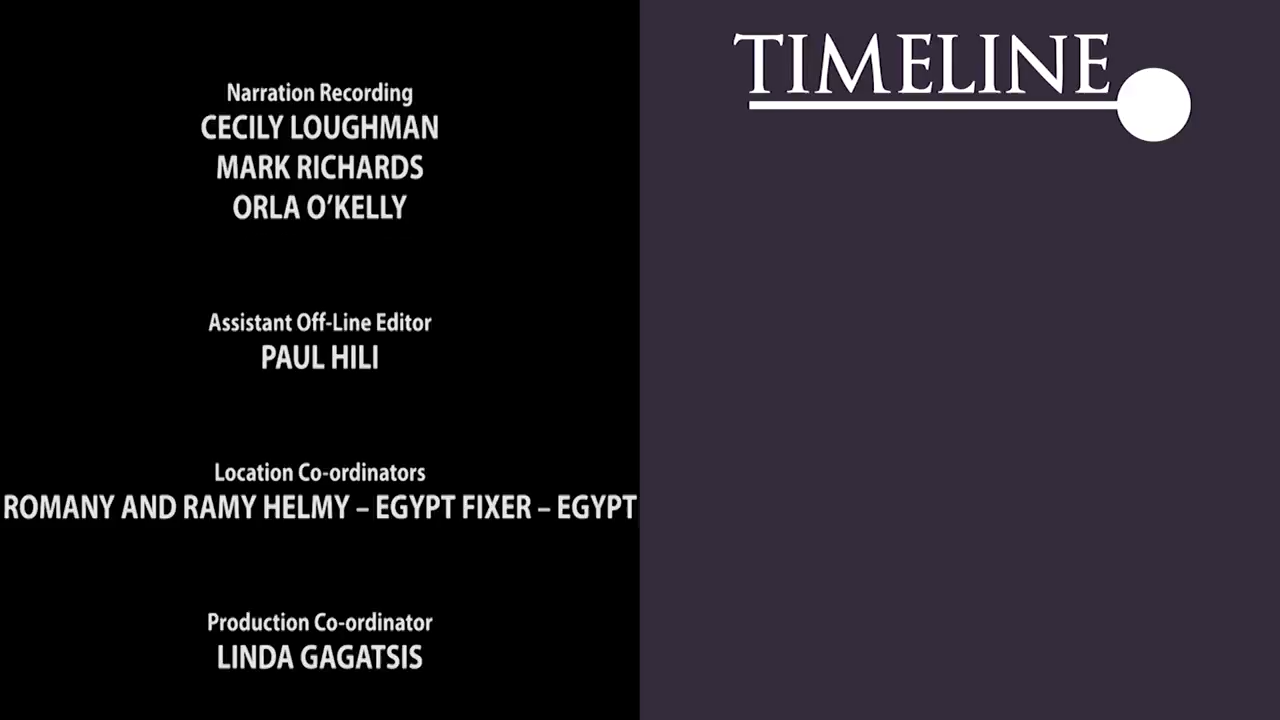 Narration Recording
CECILY LOUGHMAN
MARK RICHARDS
ORLA O’KELLY
Assistant Off-Line Editor
PAUL HILI
Location Co-ordinators
ROMANY AND RAMY HELMY – EGYPT FIXER – EGYPT
Production Co-ordinator
LINDA GAGATSIS
TIMELINE